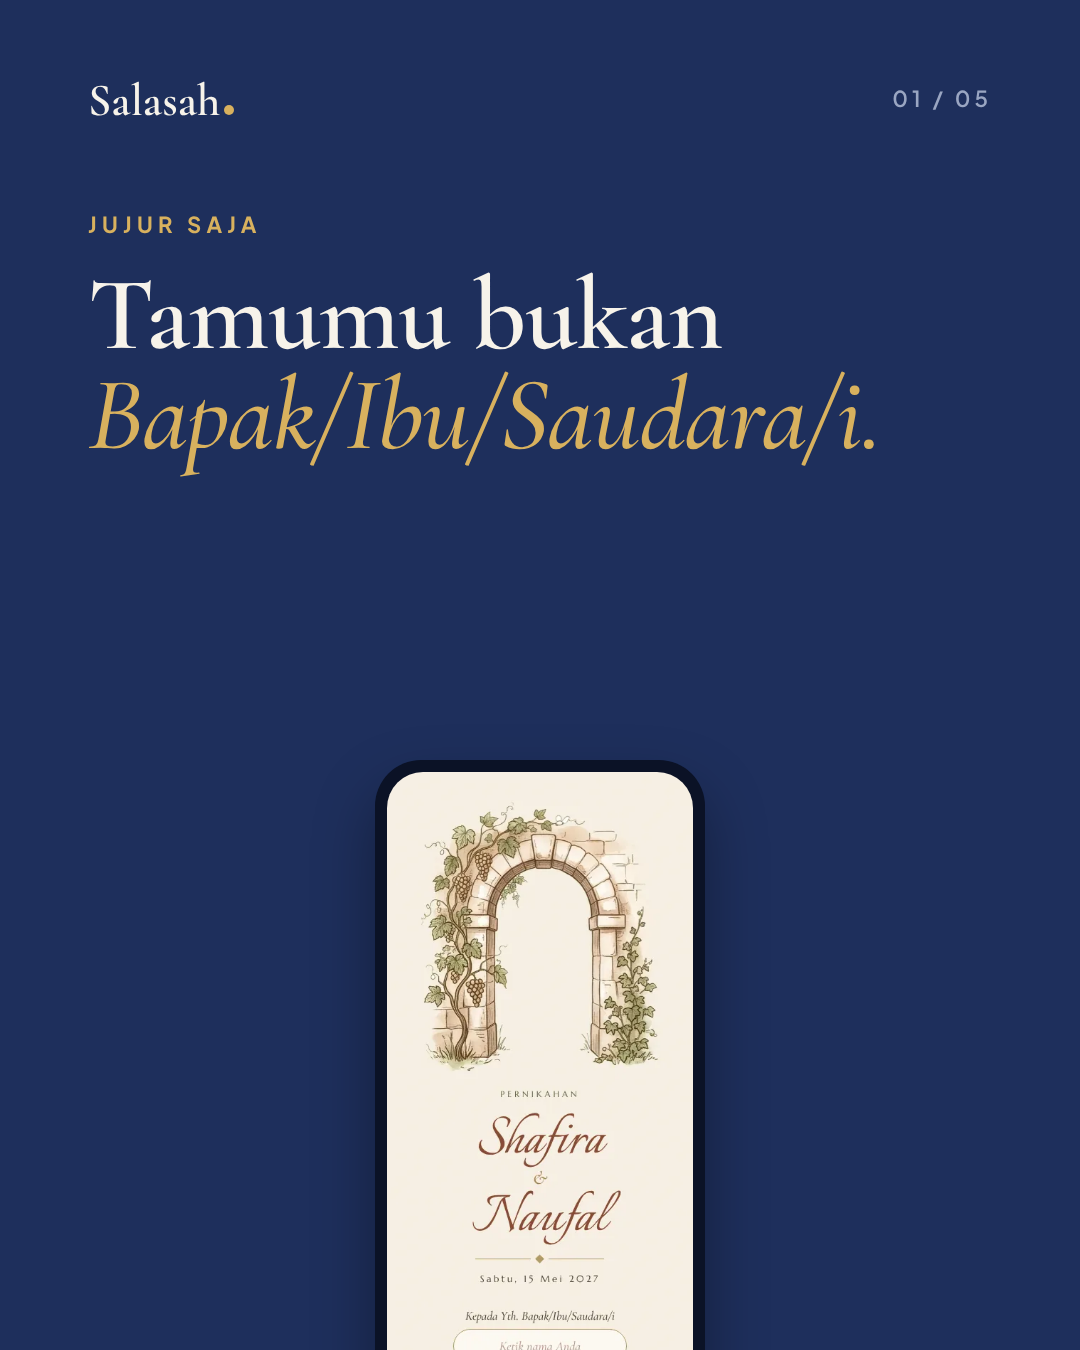 Salasah.
01 / 05
JUJUR SAJA
Tamumu bukan
Bapak/Ibu/Saudara/i.
PERNIKAHAN
Shafira
&
Naufal
Sabtu, 15 Mei 2027
Kepada Yth. Bapak/Ibu/Saudara/i
Ketik nama Anda